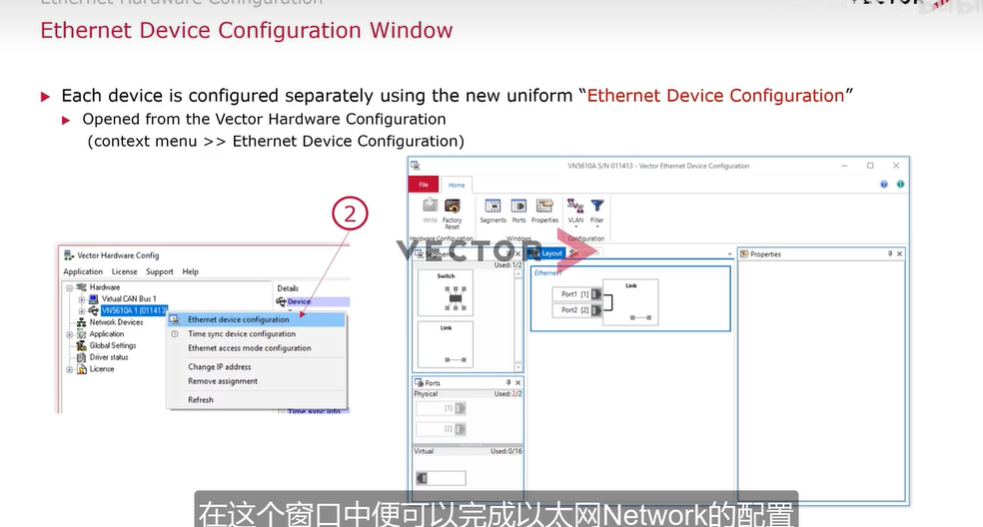 Ethernet Hardware Configuration
VECTOR
Ethernet Device Configuration Window
Each device is configured separately using the new uniform “Ethernet Device Configuration”
Opened from the Vector Hardware Configuration
(context menu >> Ethernet Device Configuration)
2
Vector Hardware Config
Application License Support Help
Hardware
Virtual CAN Bus 1
VN5610A 1 (011413)
Network Devices
Application
Global Settings
Driver status
License
Details
Device
Ethernet device configuration
Time sync device configuration
Ethernet access mode configuration
Change IP address
Remove assignment
Refresh
Time sync info
VN5610A S/N 011413 - Vector Ethernet Device Configuration
File Home
Write Factory Reset
Segments Ports Properties
VLAN Filter
Hardware Configuration
Windows
Configuration
VECTOR
Used: 1/2
Switch
Link
Ports
Physical Used: 2/2
[1]
[2]
Virtual Used: 0/16
Layout
Ethernet1
Port1 [1]
Port2 [2]
Link
Properties
在这个窗口中便可以完成以太网Network的配置